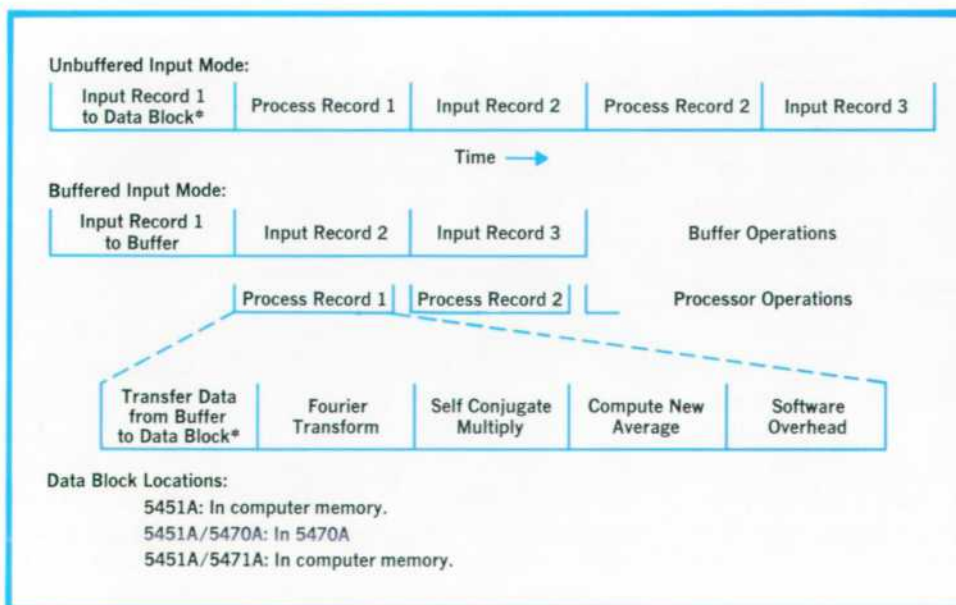 Unbuffered Input Mode:
Input Record 1
to Data Block*
Process Record 1
Input Record 2
Process Record 2
Input Record 3
Time
Buffered Input Mode:
Input Record 1
to Buffer
Input Record 2
Input Record 3
Buffer Operations
Process Record 1
Process Record 2
Processor Operations
Transfer Data
from Buffer
to Data Block*
Fourier
Transform
Self Conjugate
Multiply
Compute New
Average
Software
Overhead
Data Block Locations:
5451A: In computer memory.
5451A/5470A: In 5470A
5451A/5471A: In computer memory.